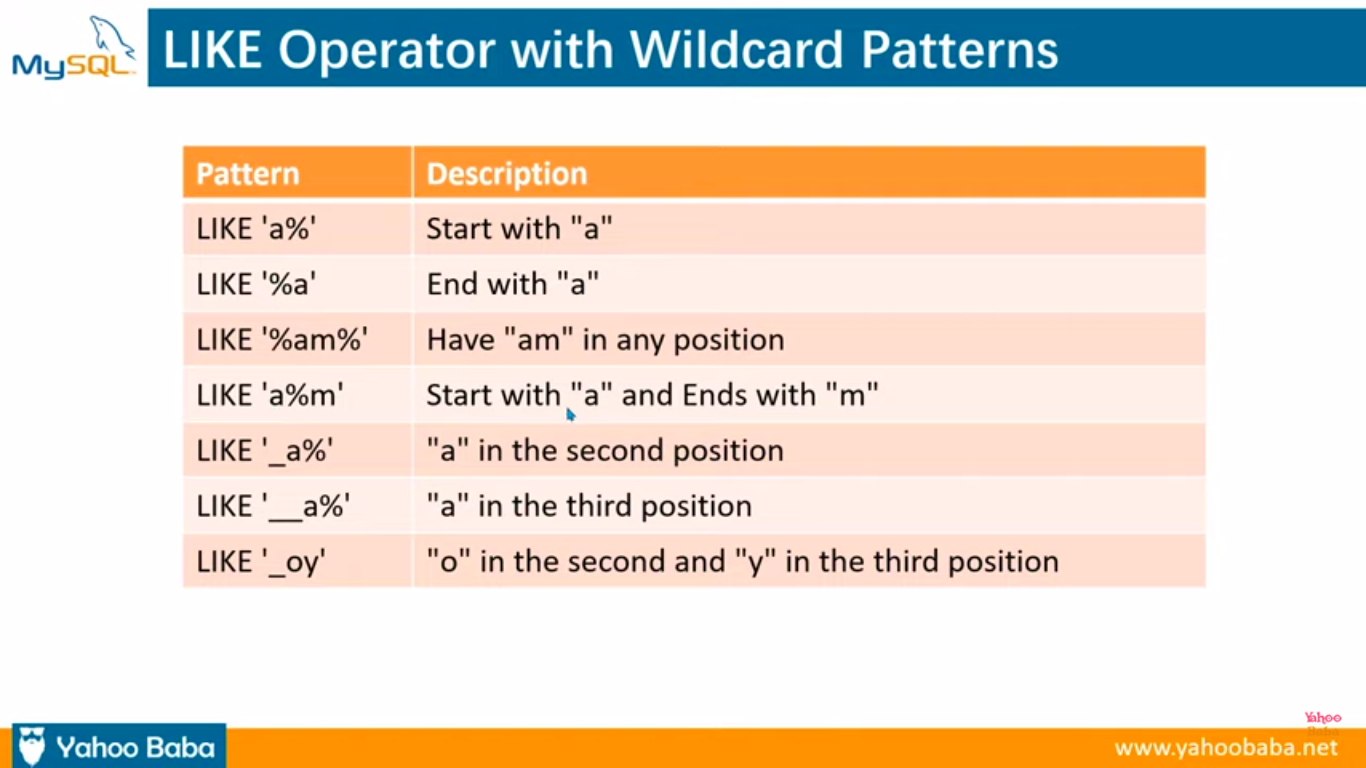 MySQL
LIKE Operator with Wildcard Patterns
Pattern Description
LIKE 'a%' Start with "a"
LIKE '%a' End with "a"
LIKE '%am%' Have "am" in any position
LIKE 'a%m' Start with "a" and Ends with "m"
LIKE '_a%' "a" in the second position
LIKE '__a%' "a" in the third position
LIKE '_oy' "o" in the second and "y" in the third position
Yahoo
Baba
Yahoo Baba
www.yahoobaba.net